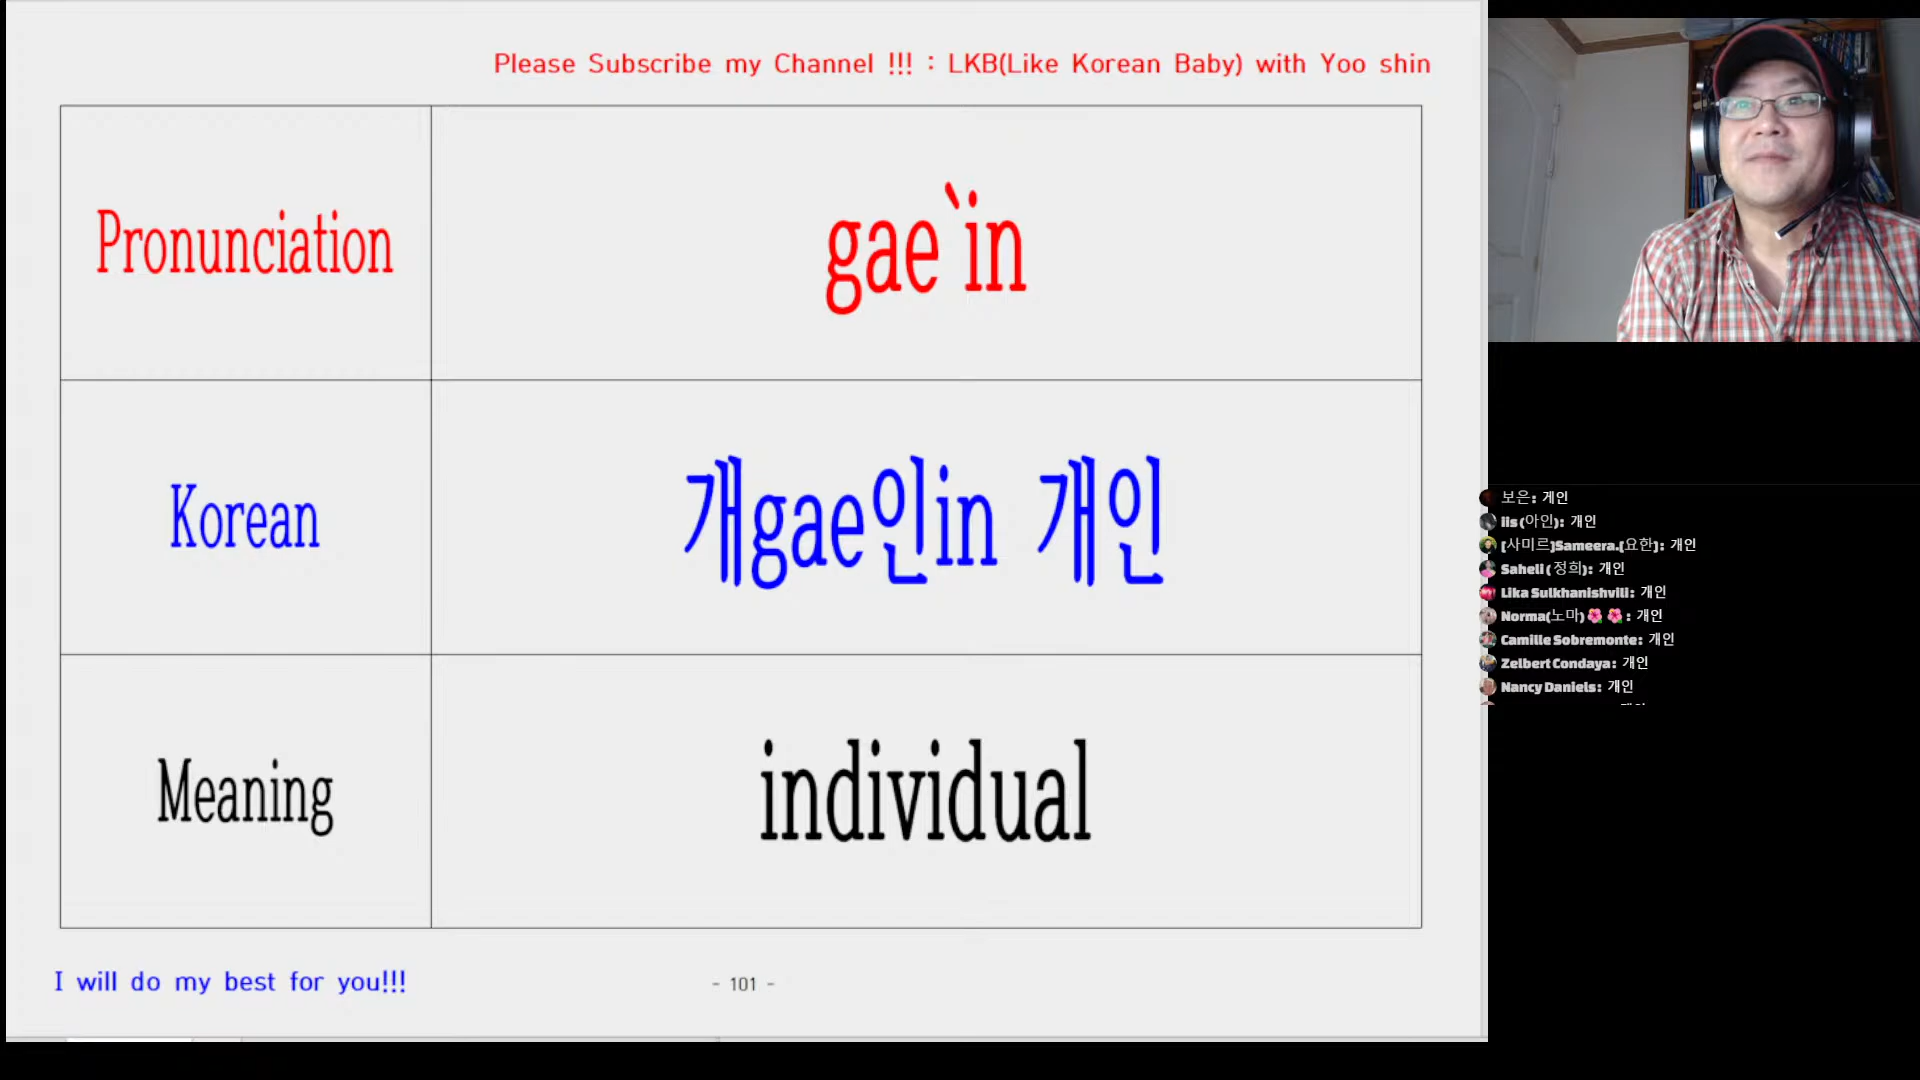 Please Subscribe my Channel !!! : LKB(Like Korean Baby) with Yoo shin
Pronunciation
gae`in
Korean
개gae인in 개인
Meaning
individual
I will do my best for you!!!
- 101 -
보은: 게인
iis (아인): 개인
[사미르]Sameera.[요한]: 개인
Saheli ( 정희): 개인
Lika Sulkhanishvili: 개인
Norma(노마)🌺🌺: 개인
Camille Sobremonte: 개인
Zelbert Condaya: 개인
Nancy Daniels: 개인